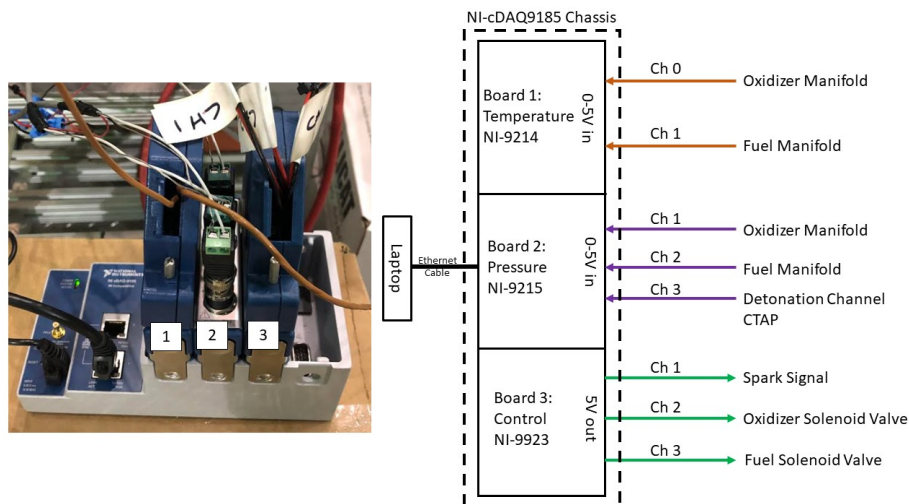 NI-cDAQ9185 Chassis
CH1
NATIONAL
INSTRUMENTS
1
2
3
Laptop
Ethernet
Cable
Board 1:
Temperature
NI-9214
0-5V in
Ch 0
Oxidizer Manifold
Ch 1
Fuel Manifold
Board 2:
Pressure
NI-9215
0-5V in
Ch 1
Oxidizer Manifold
Ch 2
Fuel Manifold
Ch 3
Detonation Channel
CTAP
Board 3:
Control
NI-9923
5V out
Ch 1
Spark Signal
Ch 2
Oxidizer Solenoid Valve
Ch 3
Fuel Solenoid Valve